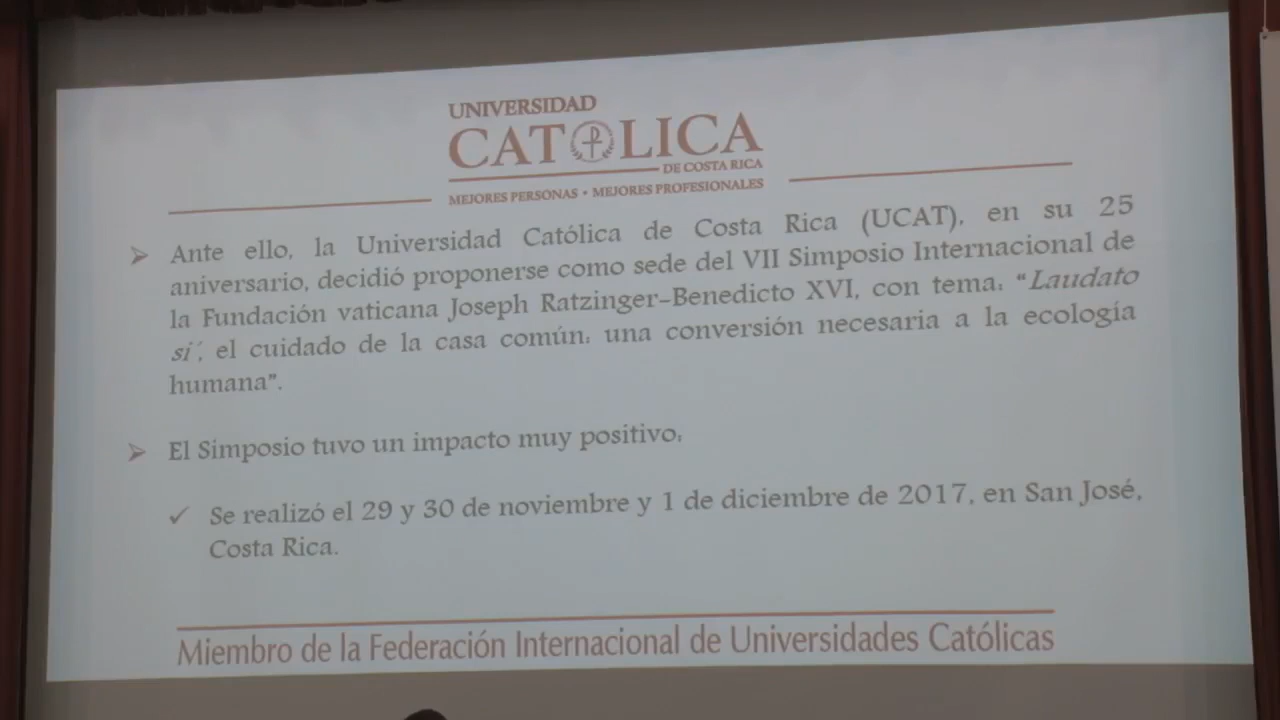 UNIVERSIDAD
CATÓLICA
DE COSTA RICA
MEJORES PERSONAS • MEJORES PROFESIONALES
➢ Ante ello, la Universidad Católica de Costa Rica (UCAT), en su 25
aniversario, decidió proponerse como sede del VII Simposio Internacional de
la Fundación vaticana Joseph Ratzinger-Benedicto XVI, con tema: “Laudato
si´, el cuidado de la casa común: una conversión necesaria a la ecología
humana”.
➢ El Simposio tuvo un impacto muy positivo:
✓ Se realizó el 29 y 30 de noviembre y 1 de diciembre de 2017, en San José,
Costa Rica.
Miembro de la Federación Internacional de Universidades Católicas